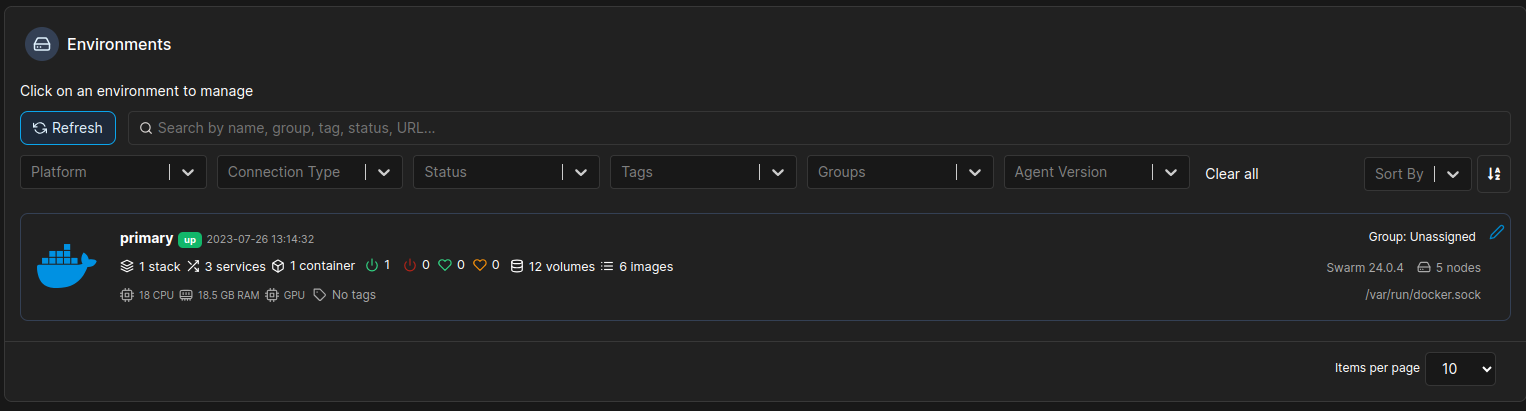 Environments
Click on an environment to manage
Refresh
Search by name, group, tag, status, URL...
Platform
Connection Type
Status
Tags
Groups
Agent Version
Clear all
Sort By
primary up 2023-07-26 13:14:32
Group: Unassigned
1 stack 3 services 1 container 1 0 0 0 12 volumes 6 images
Swarm 24.0.4 5 nodes
18 CPU 18.5 GB RAM GPU No tags
/var/run/docker.sock
Items per page 10